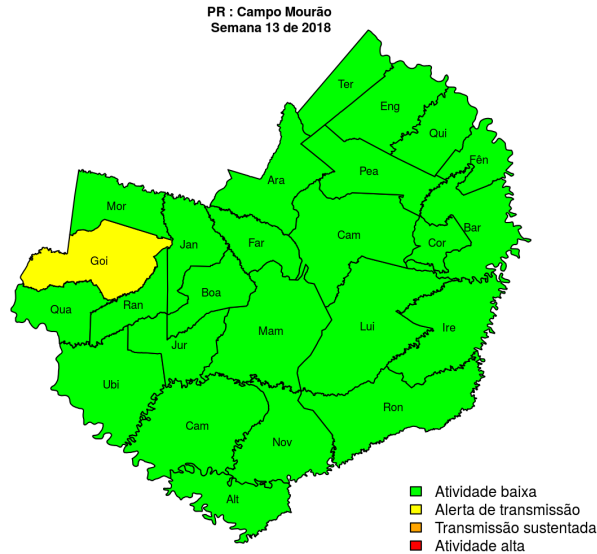 PR : Campo Mourão
Semana 13 de 2018
Ter
Eng
Qui
Fên
Pea
Ara
Mor
Bar
Cam
Cor
Far
Jan
Goi
Boa
Ran
Qua
Lui
Ire
Mam
Jur
Ubi
Ron
Cam
Nov
Alt
Atividade baixa
Alerta de transmissão
Transmissão sustentada
Atividade alta